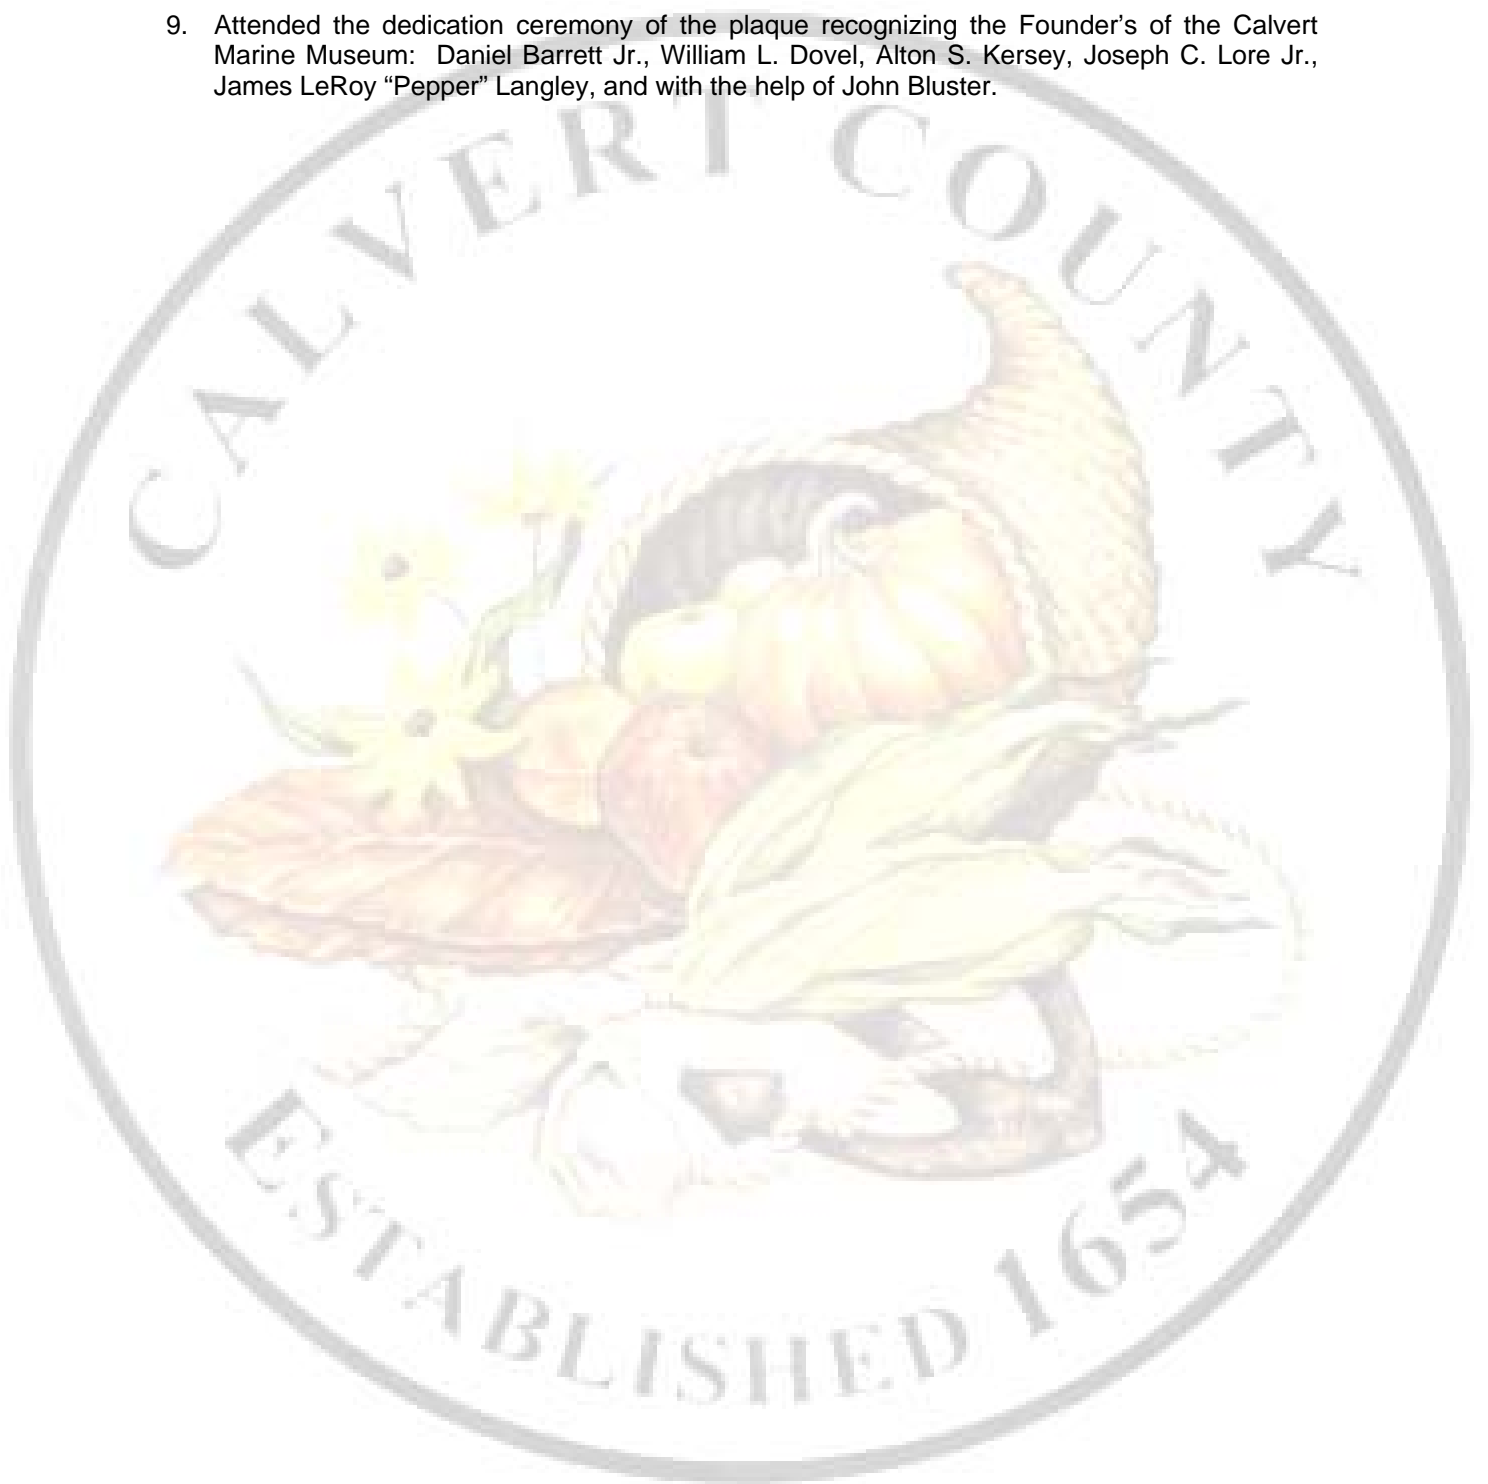 9. Attended the dedication ceremony of the plaque recognizing the Founder’s of the Calvert
Marine Museum: Daniel Barrett Jr., William L. Dovel, Alton S. Kersey, Joseph C. Lore Jr.,
James LeRoy “Pepper” Langley, and with the help of John Bluster.
CALVERT COUNTY
ESTABLISHED 1654